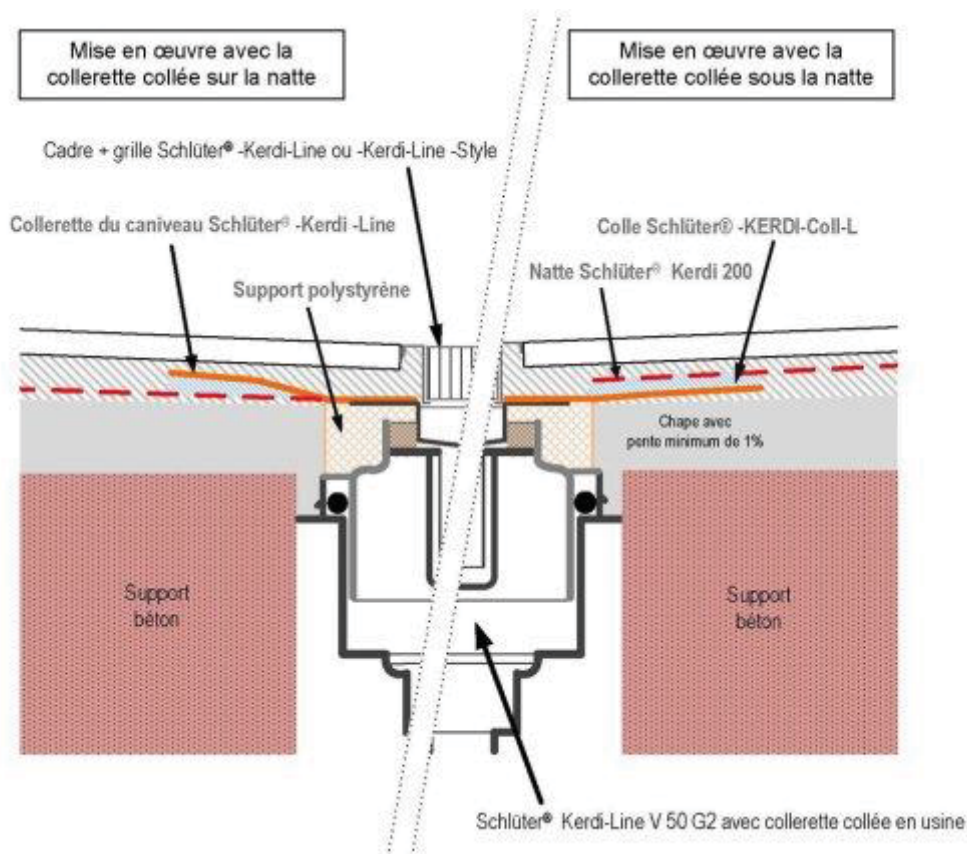 Mise en œuvre avec la
collerette collée sur la natte
Mise en œuvre avec la
collerette collée sous la natte
Cadre + grille Schlüter® -Kerdi-Line ou -Kerdi-Line -Style
Collerette du caniveau Schlüter® -Kerdi -Line
Colle Schlüter® -KERDI-Coll-L
Natte Schlüter® Kerdi 200
Support polystyrène
Chape avec
pente minimum de 1%
Support
béton
Support
béton
Schlüter® Kerdi-Line V 50 G2 avec collerette collée en usine